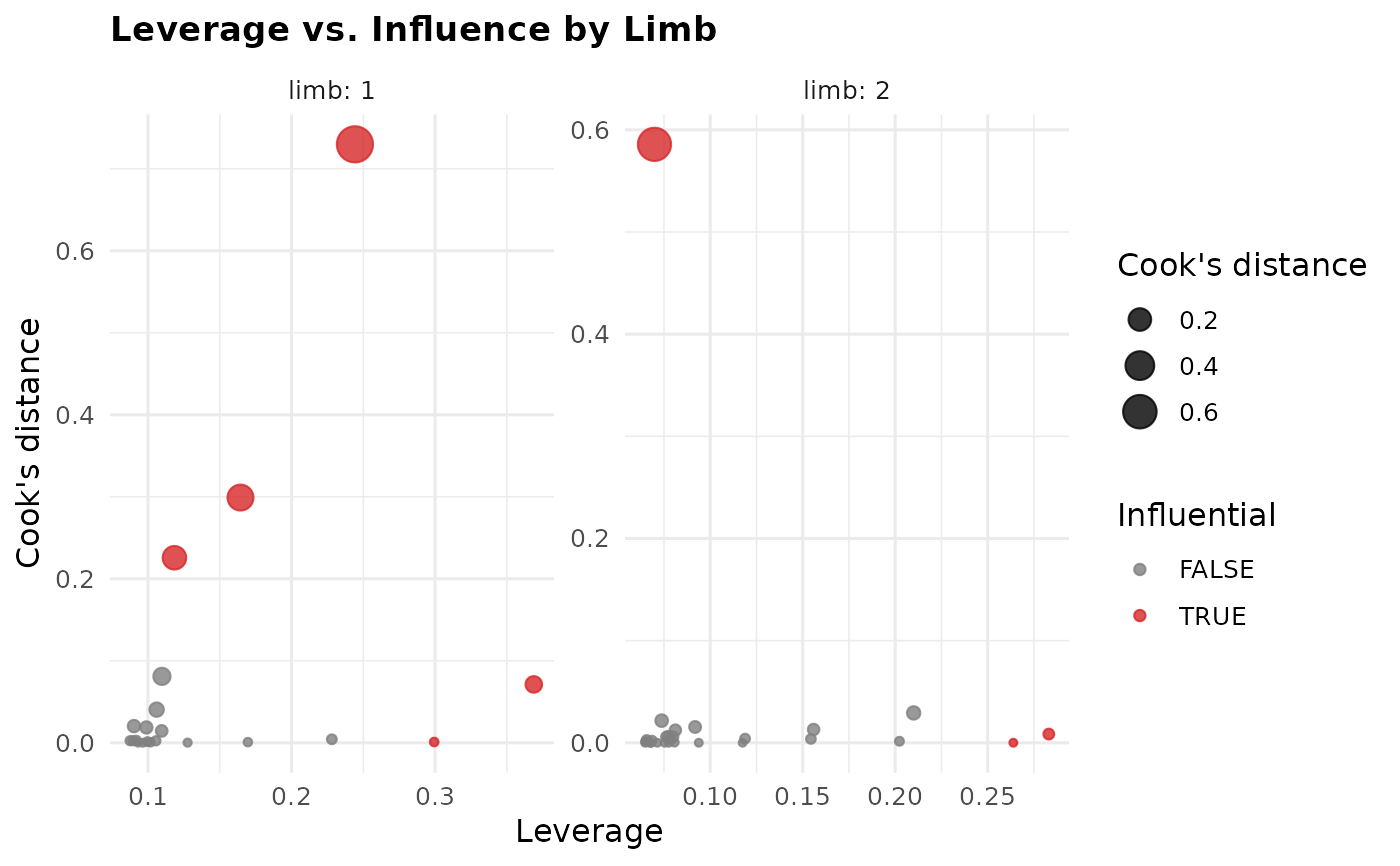 Leverage vs. Influence by Limb
limb: 1
limb: 2
Cook's distance
0.6
0.4
0.2
0.0
0.6
0.4
0.2
0.0
0.1 0.2 0.3
0.10 0.15 0.20 0.25
Leverage
Cook's distance
0.2
0.4
0.6
Influential
FALSE
TRUE